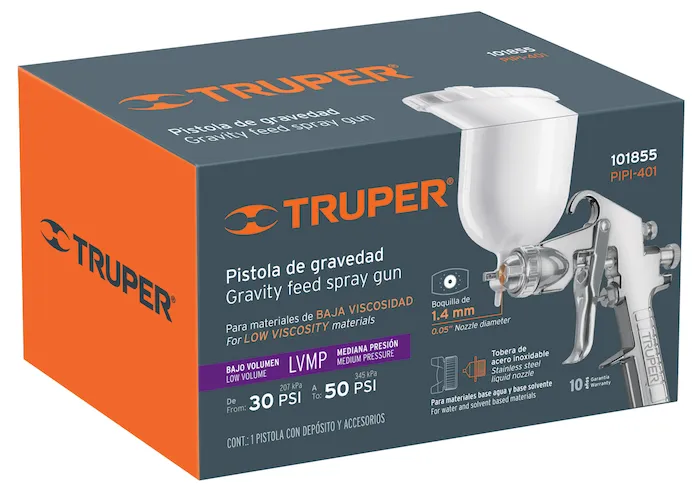 TRUPER®
Pistola de gravedad
Gravity feed spray gun
101855
PIPI-401
TRUPER®
TRUPER®
Pistola de gravedad
Gravity feed spray gun
Para materiales de BAJA VISCOSIDAD
For LOW VISCOSITY materials
BAJO VOLUMEN
LOW VOLUME
LVMP
MEDIANA PRESIÓN
MEDIUM PRESSURE
207 kPa
345 kPa
De
From: 30 PSI
A
To: 50 PSI
CONT.: 1 PISTOLA CON DEPÓSITO Y ACCESORIOS
101855
PIPI-401
Boquilla de
1.4 mm
0.05" Nozzle diameter
Tobera de
acero inoxidable
Stainless steel
liquid nozzle
Para materiales base agua y base solvente
For water and solvent based materials
10 Garantía
Warranty
TRUPER